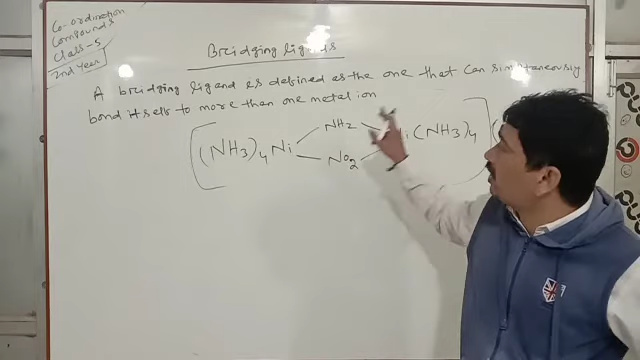 Co-ordination
Compounds
Class-5
2nd Year
Bridging ligands
A bridging ligand is defined as the one that can simultaneously
bond itself to more than one metal ion
NH2
(NH3)4 Ni i(NH3)4
NO2